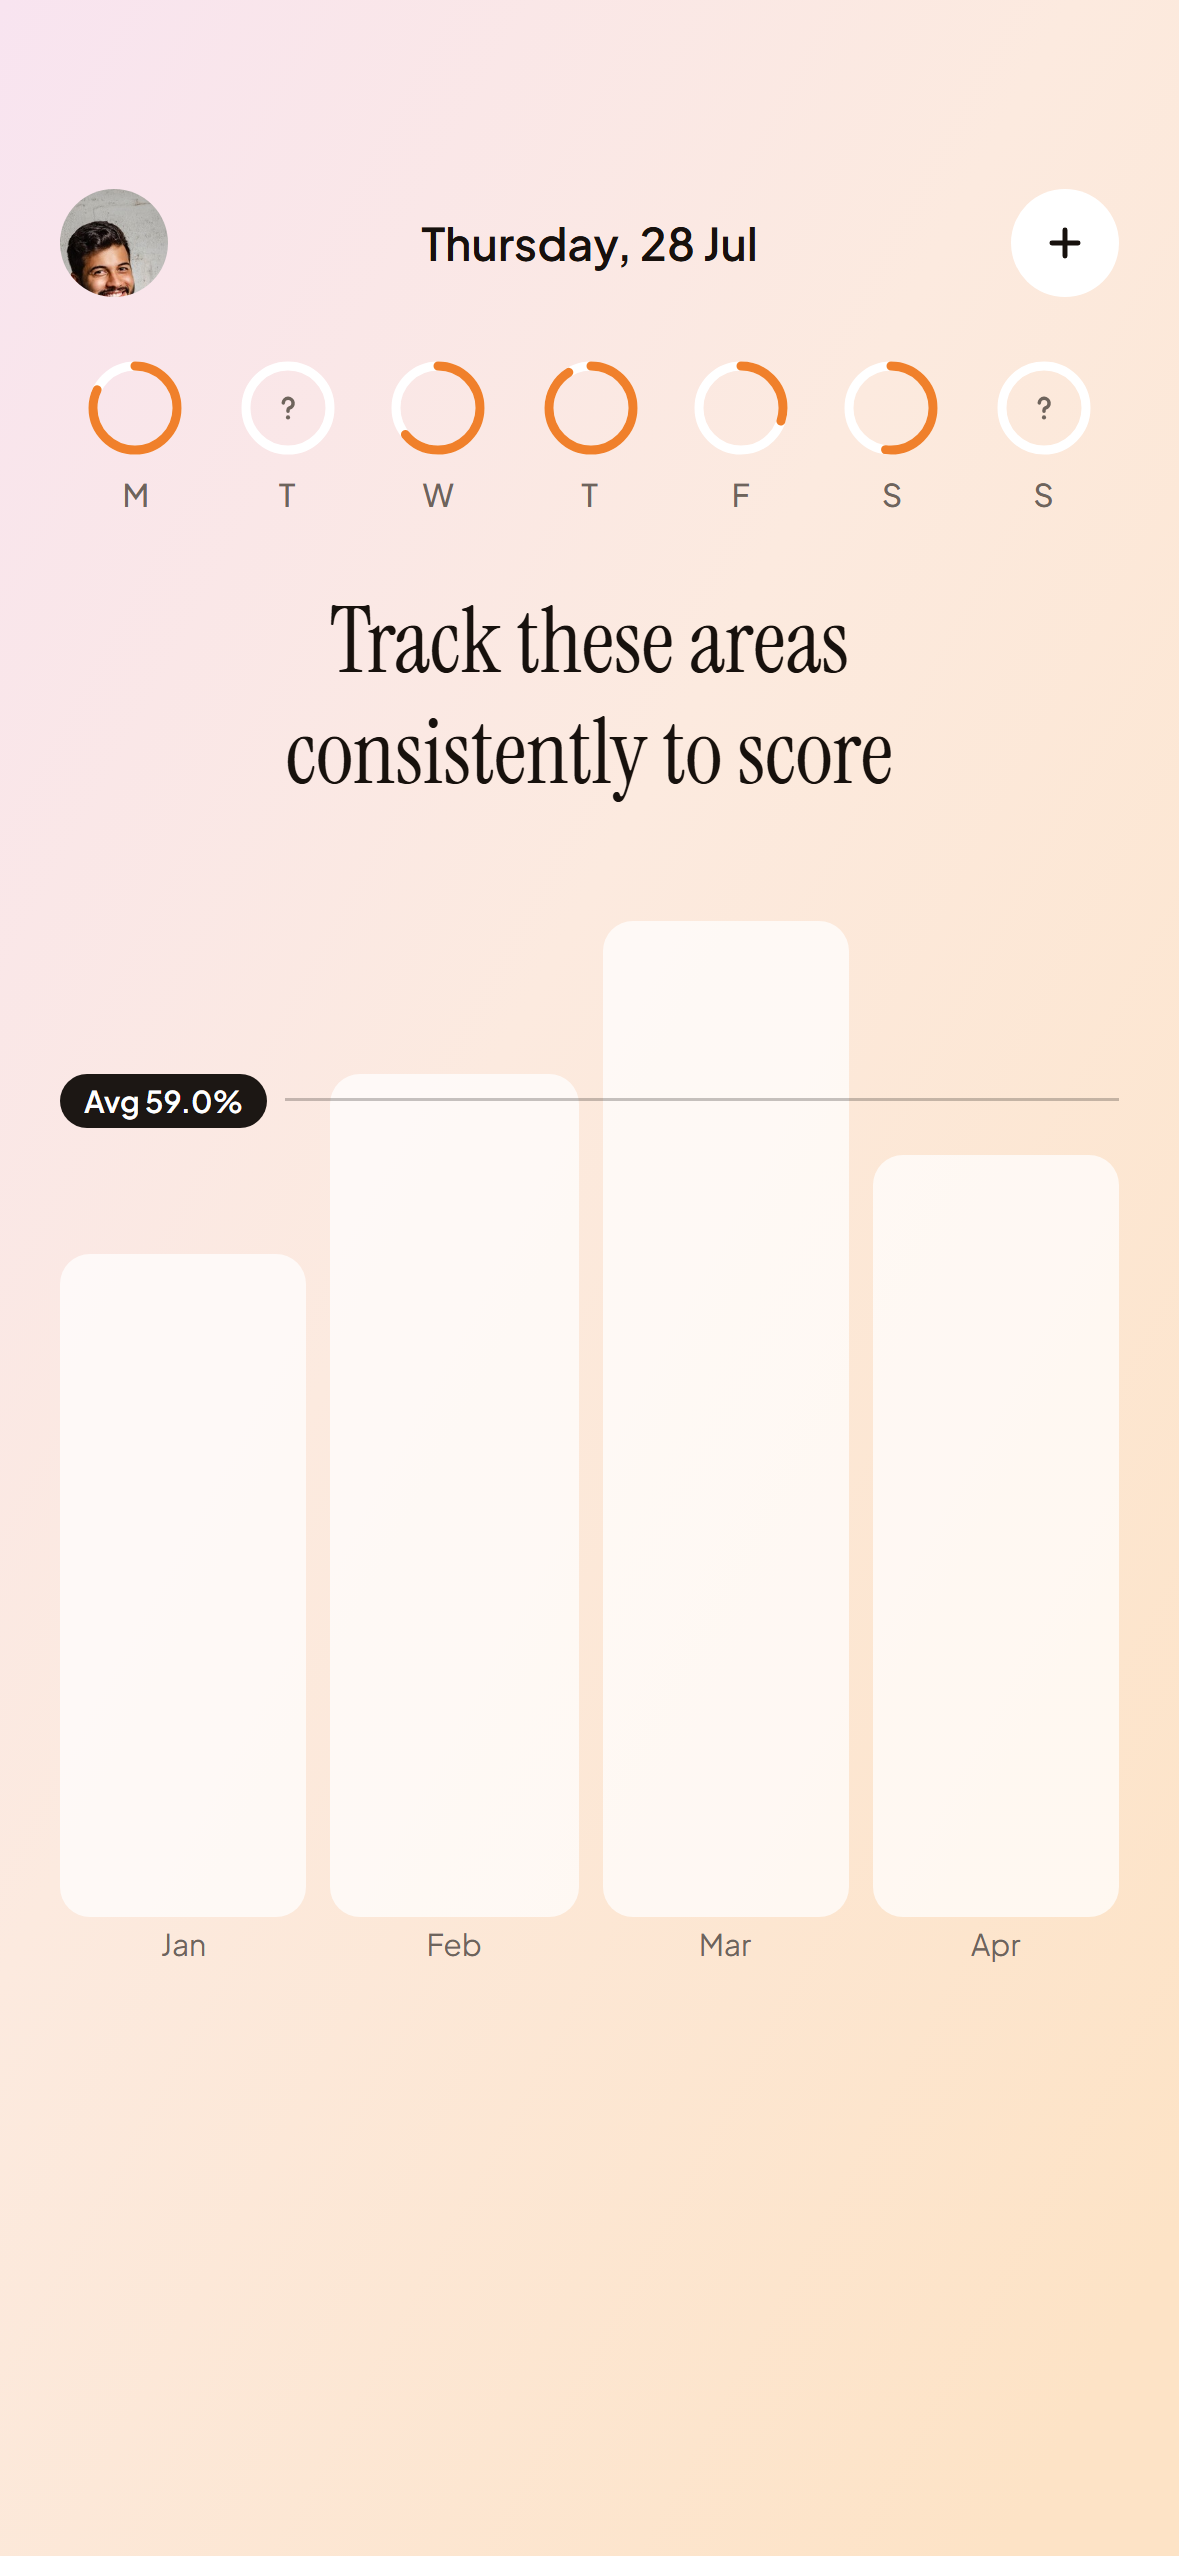 Thursday, 28 Jul
+
? ?
M T W T F S S
Track these areas
consistently to score
Avg 59.0%
Jan Feb Mar Apr